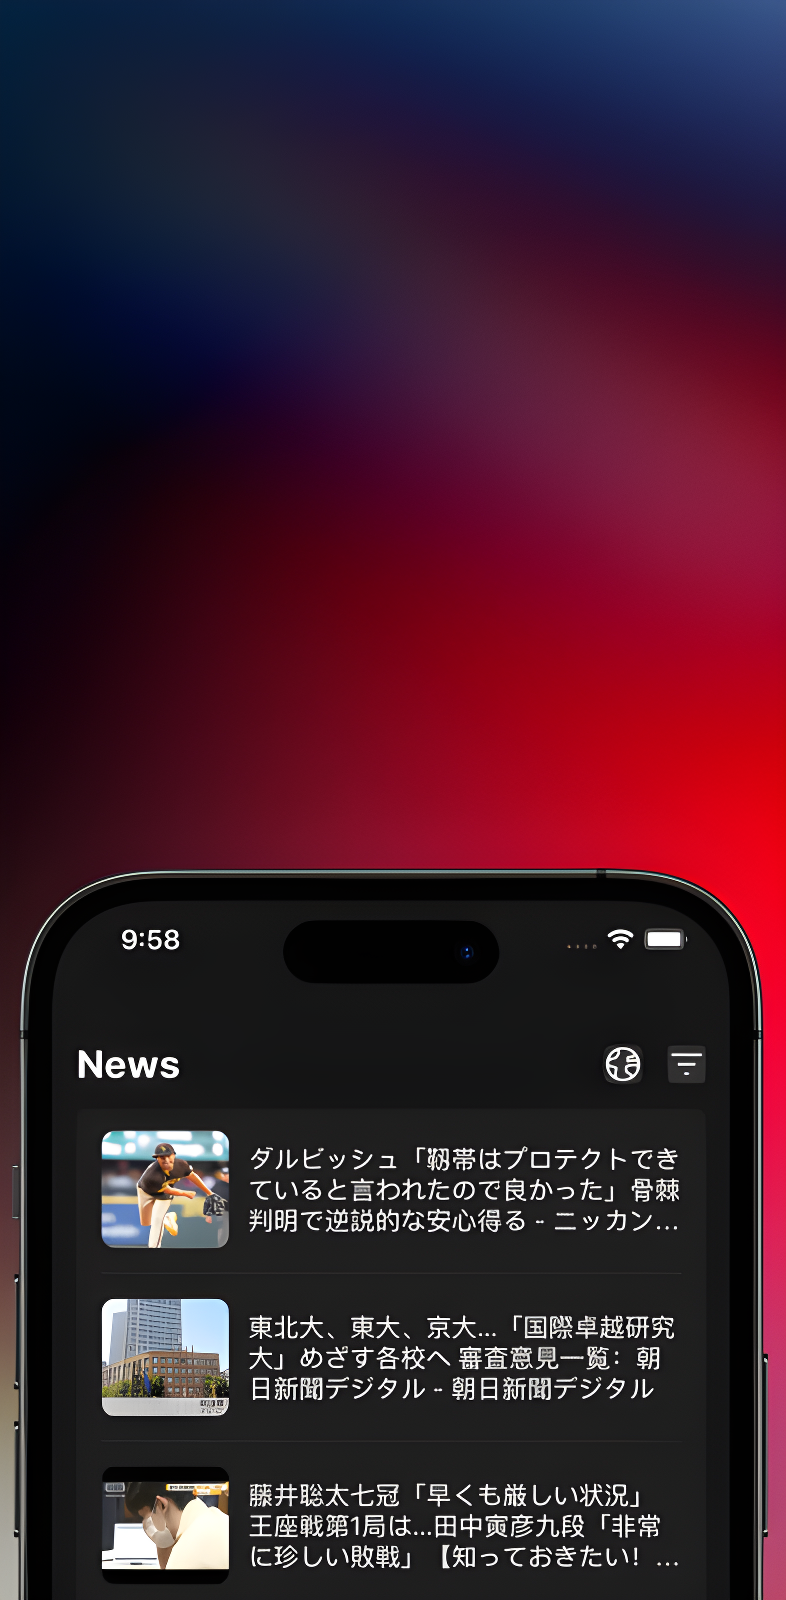 9:58
News
ダルビッシュ「靭帯はプロテクトでき
ていると言われたので良かった」骨棘
判明で逆説的な安心得る - ニッカン...
東北大、東大、京大...「国際卓越研究
大」めざす各校へ 審査意見一覧：朝
日新聞デジタル - 朝日新聞デジタル
藤井聡太七冠「早くも厳しい状況」
王座戦第1局は...田中寅彦九段「非常
に珍しい敗戦」【知っておきたい！...